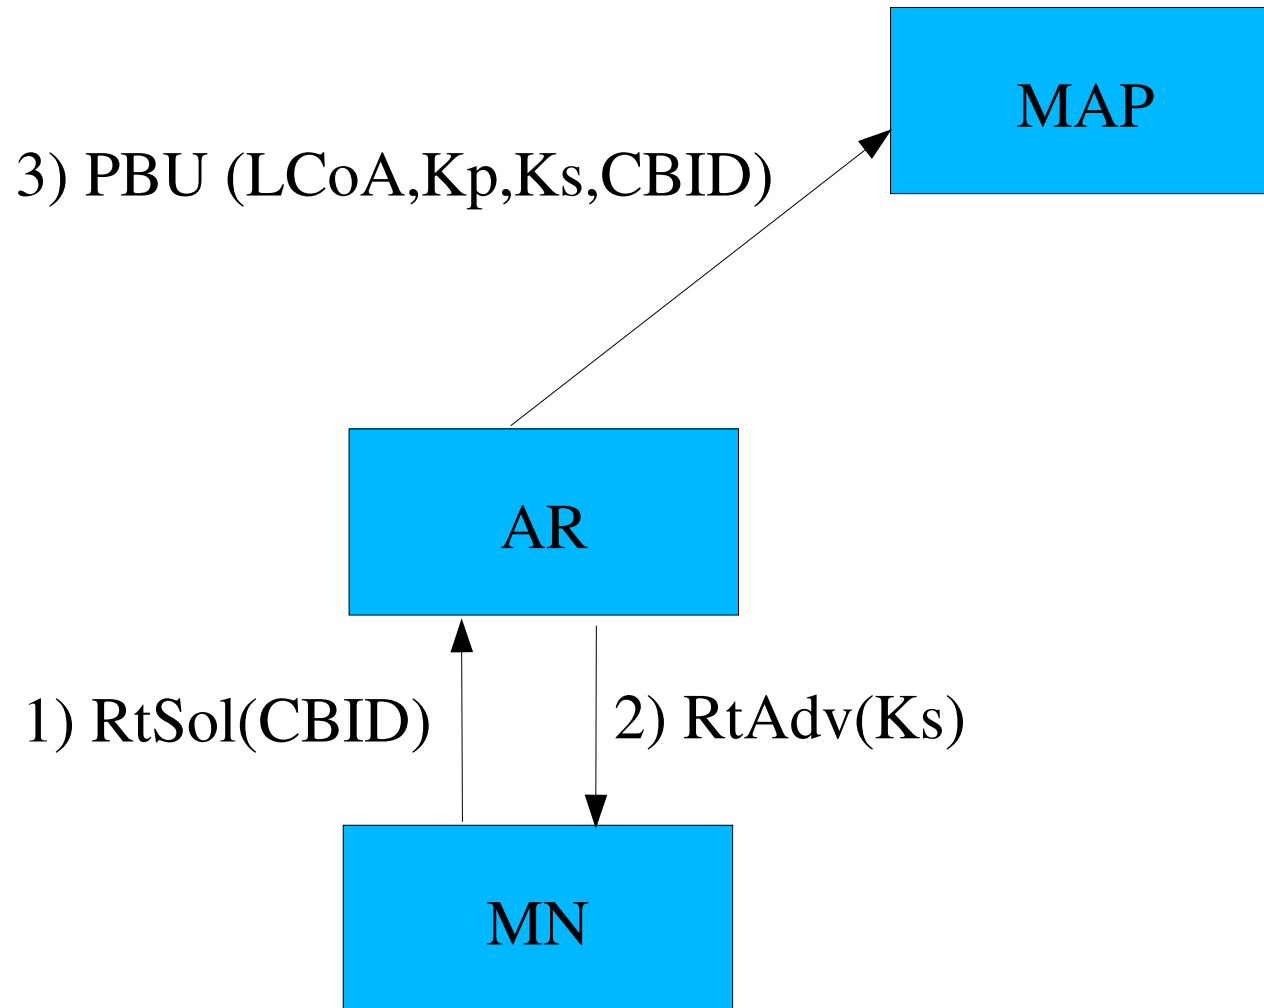 MAP
3) PBU (LCoA,Kp,Ks,CBID)
AR
1) RtSol(CBID)
2) RtAdv(Ks)
MN